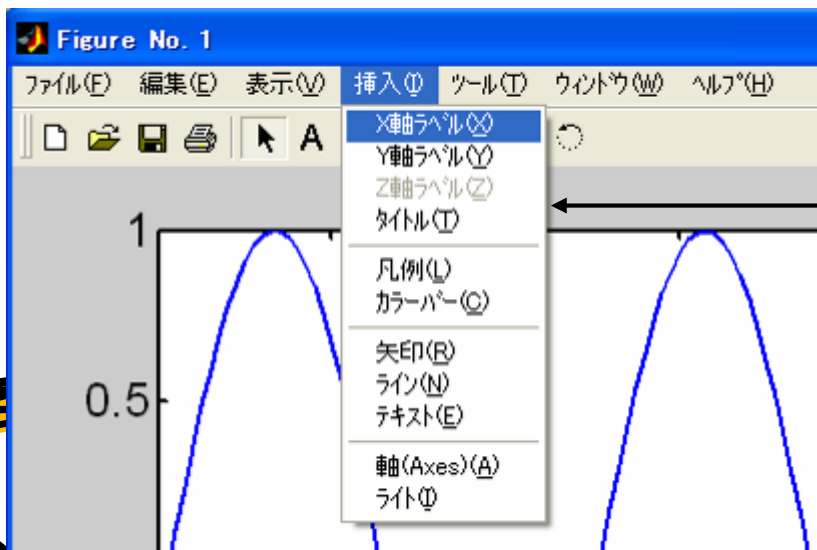 Figure No. 1
ファイル(F) 編集(E) 表示(V) 挿入(I) ツール(T) ウィンドウ(W) ヘルプ(H)
A
X軸ラベル(X)
Y軸ラベル(Y)
Z軸ラベル(Z)
タイトル(T)
凡例(L)
カラーバー(C)
矢印(R)
ライン(N)
テキスト(E)
軸(Axes)(A)
ライト(I)
1
0.5